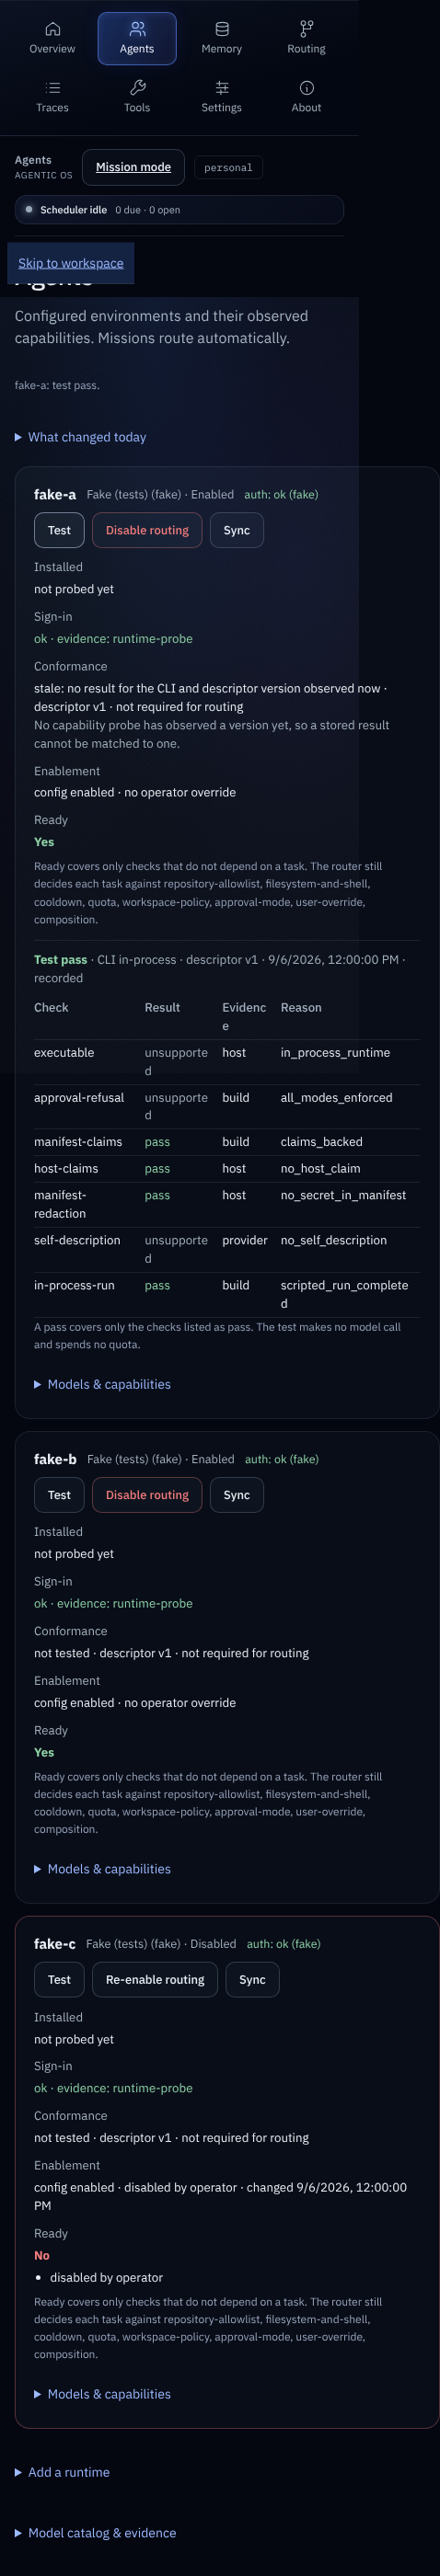 Overview Agents Memory Routing
Traces Tools Settings About
Agents
AGENTIC OS
Mission mode
personal
Scheduler idle 0 due · 0 open
Skip to workspace
Agents
Configured environments and their observed
capabilities. Missions route automatically.
fake-a: test pass.
What changed today
fake-a Fake (tests) (fake) · Enabled auth: ok (fake)
Test Disable routing Sync
Installed
not probed yet
Sign-in
ok · evidence: runtime-probe
Conformance
stale: no result for the CLI and descriptor version observed now ·
descriptor v1 · not required for routing
No capability probe has observed a version yet, so a stored result
cannot be matched to one.
Enablement
config enabled · no operator override
Ready
Yes
Ready covers only checks that do not depend on a task. The router still
decides each task against repository-allowlist, filesystem-and-shell,
cooldown, quota, workspace-policy, approval-mode, user-override,
composition.
Test pass · CLI in-process · descriptor v1 · 9/6/2026, 12:00:00 PM ·
recorded
Check Result Evidenc Reason
e
executable unsupporte host in_process_runtime
d
approval-refusal unsupporte build all_modes_enforced
d
manifest-claims pass build claims_backed
host-claims pass host no_host_claim
manifest- pass host no_secret_in_manifest
redaction
self-description unsupporte provider no_self_description
d
in-process-run pass build scripted_run_complete
d
A pass covers only the checks listed as pass. The test makes no model call
and spends no quota.
Models & capabilities
fake-b Fake (tests) (fake) · Enabled auth: ok (fake)
Test Disable routing Sync
Installed
not probed yet
Sign-in
ok · evidence: runtime-probe
Conformance
not tested · descriptor v1 · not required for routing
Enablement
config enabled · no operator override
Ready
Yes
Ready covers only checks that do not depend on a task. The router still
decides each task against repository-allowlist, filesystem-and-shell,
cooldown, quota, workspace-policy, approval-mode, user-override,
composition.
Models & capabilities
fake-c Fake (tests) (fake) · Disabled auth: ok (fake)
Test Re-enable routing Sync
Installed
not probed yet
Sign-in
ok · evidence: runtime-probe
Conformance
not tested · descriptor v1 · not required for routing
Enablement
config enabled · disabled by operator · changed 9/6/2026, 12:00:00
PM
Ready
No
• disabled by operator
Ready covers only checks that do not depend on a task. The router still
decides each task against repository-allowlist, filesystem-and-shell,
cooldown, quota, workspace-policy, approval-mode, user-override,
composition.
Models & capabilities
Add a runtime
Model catalog & evidence